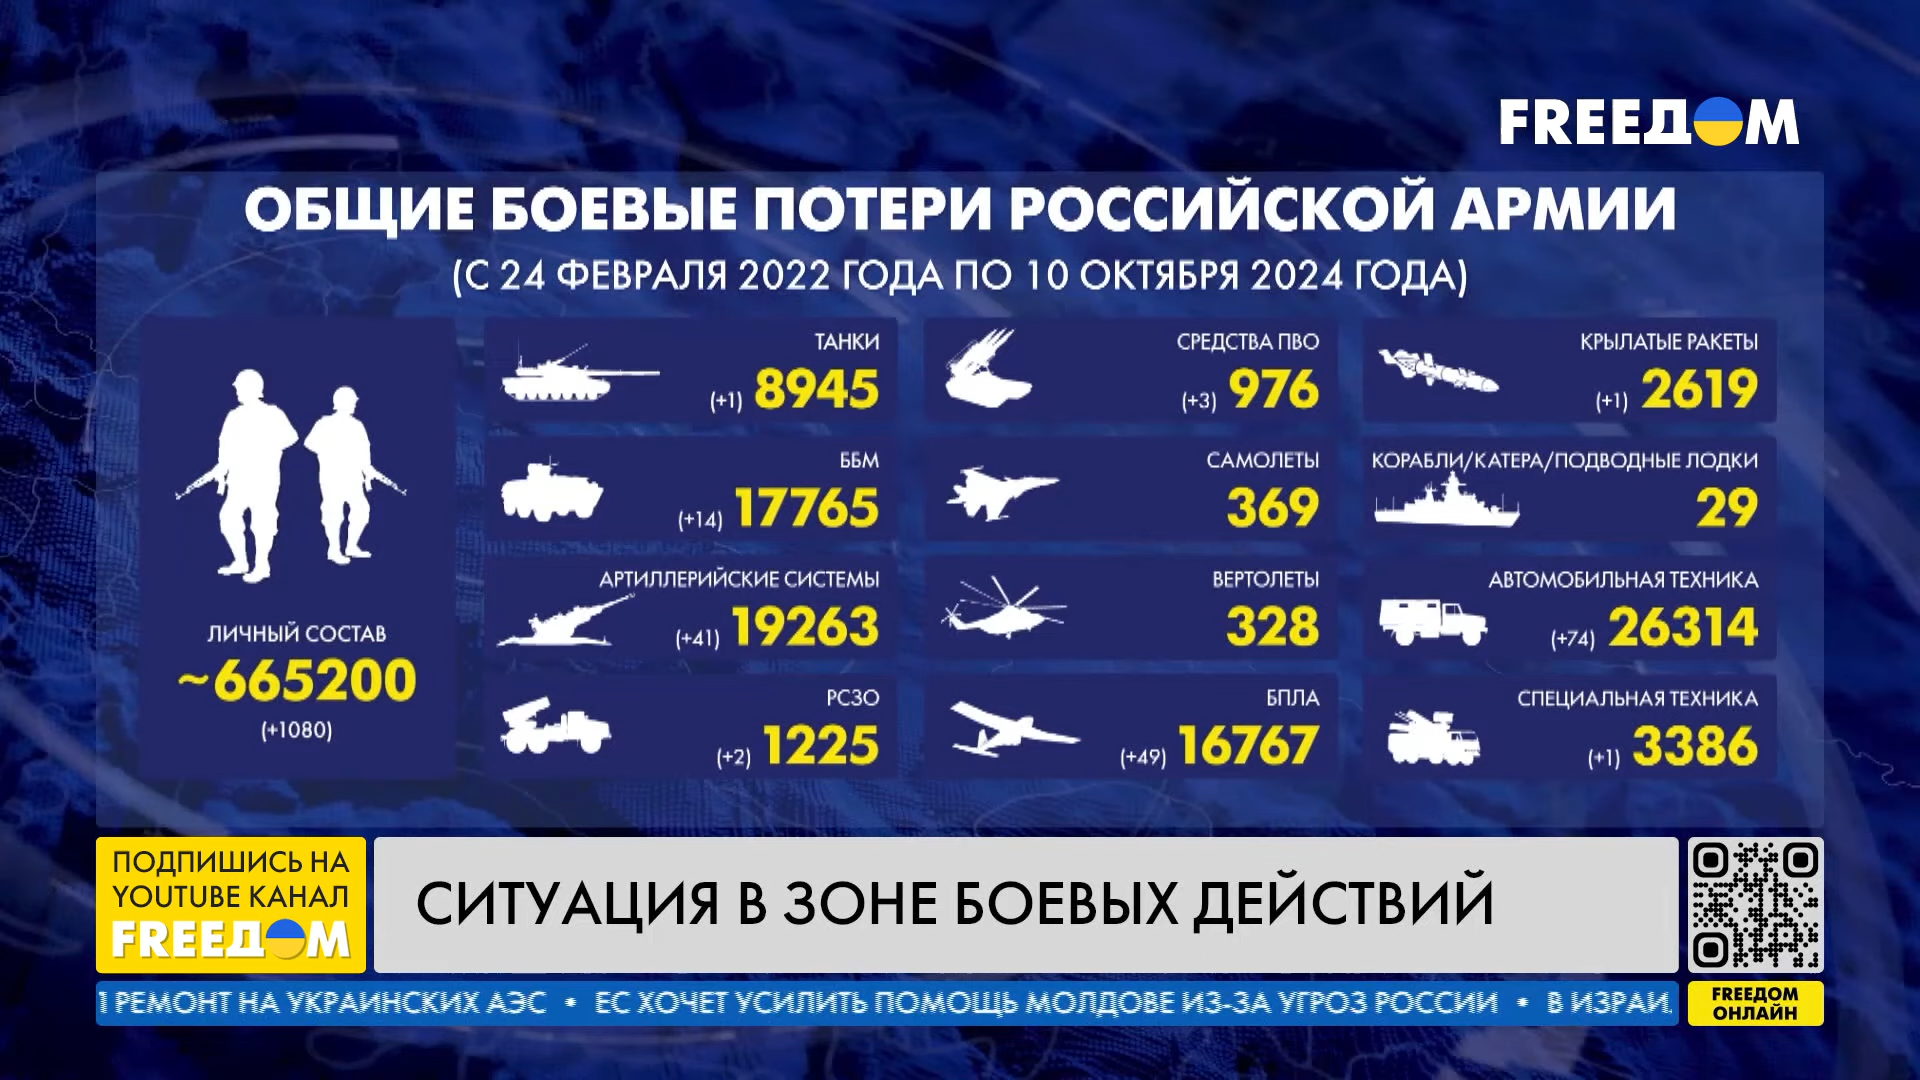 FREEДOM
ОБЩИЕ БОЕВЫЕ ПОТЕРИ РОССИЙСКОЙ АРМИИ
(С 24 ФЕВРАЛЯ 2022 ГОДА ПО 10 ОКТЯБРЯ 2024 ГОДА)
ЛИЧНЫЙ СОСТАВ
~665200
(+1080)
ТАНКИ
(+1) 8945
ББМ
(+14) 17765
АРТИЛЛЕРИЙСКИЕ СИСТЕМЫ
(+41) 19263
РСЗО
(+2) 1225
СРЕДСТВА ПВО
(+3) 976
САМОЛЕТЫ
369
ВЕРТОЛЕТЫ
328
БПЛА
(+49) 16767
КРЫЛАТЫЕ РАКЕТЫ
(+1) 2619
КОРАБЛИ/КАТЕРА/ПОДВОДНЫЕ ЛОДКИ
29
АВТОМОБИЛЬНАЯ ТЕХНИКА
(+74) 26314
СПЕЦИАЛЬНАЯ ТЕХНИКА
(+1) 3386
ПОДПИШИСЬ НА
YOUTUBE КАНАЛ
FREEДOM
СИТУАЦИЯ В ЗОНЕ БОЕВЫХ ДЕЙСТВИЙ
РЕМОНТ НА УКРАИНСКИХ АЭС • ЕС ХОЧЕТ УСИЛИТЬ ПОМОЩЬ МОЛДОВЕ ИЗ-ЗА УГРОЗ РОССИИ • В ИЗРАИ
FREEДOM
ОНЛАЙН